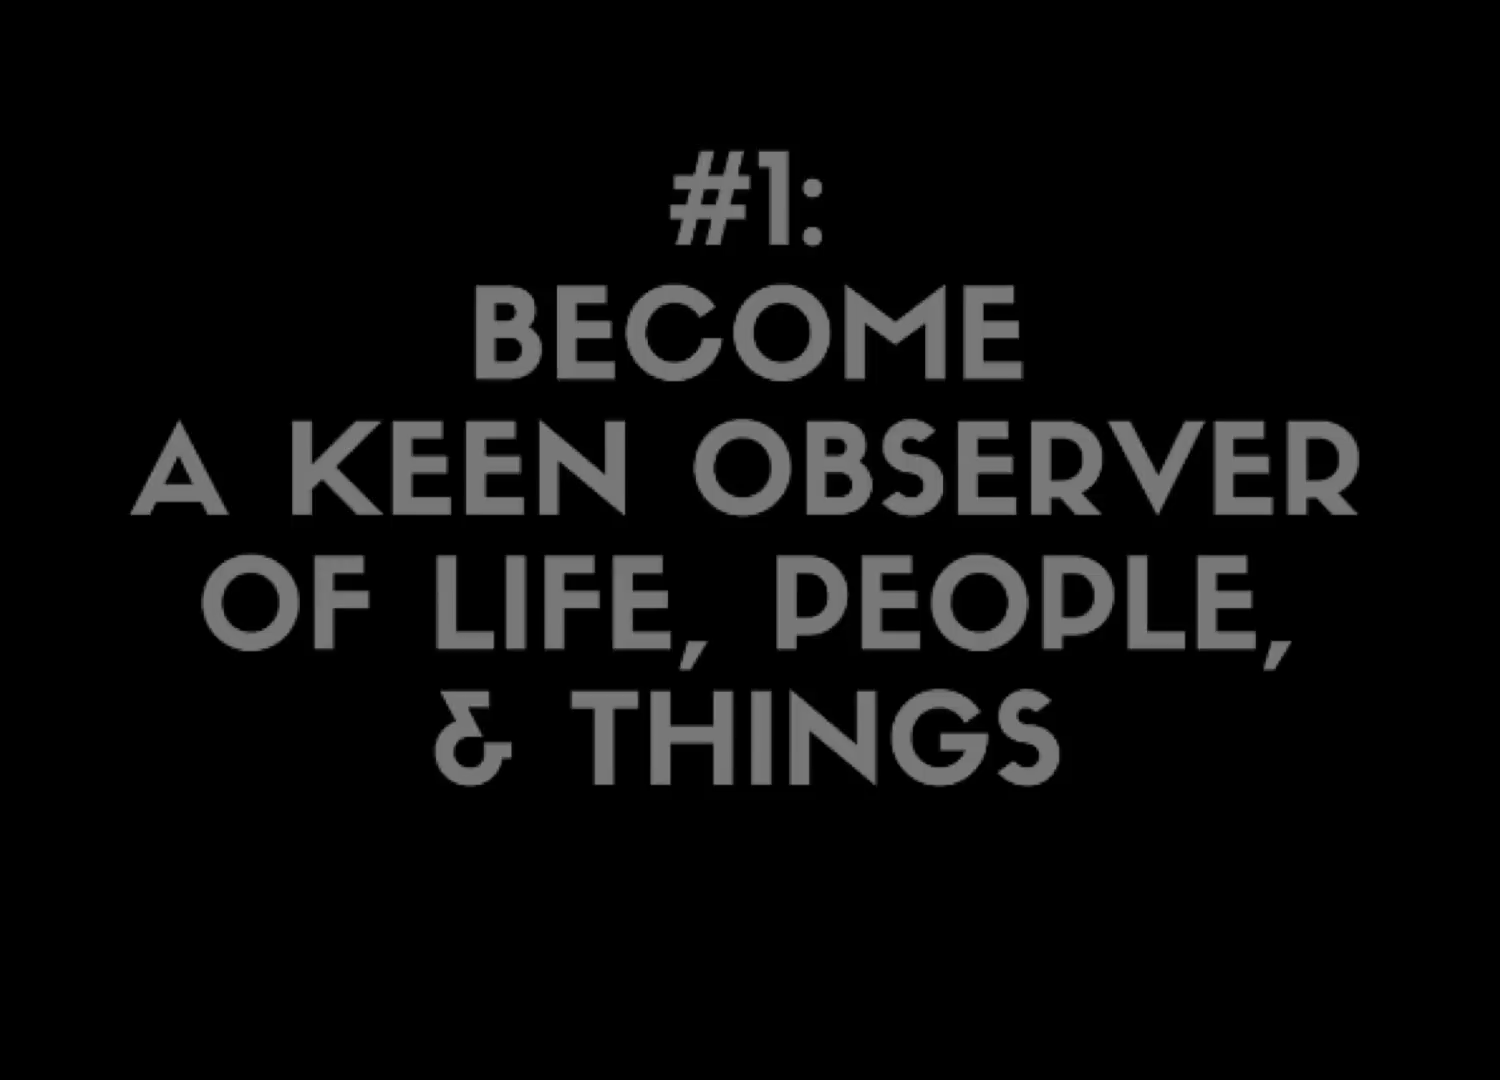 #1:
BECOME
A KEEN OBSERVER
OF LIFE, PEOPLE,
& THINGS